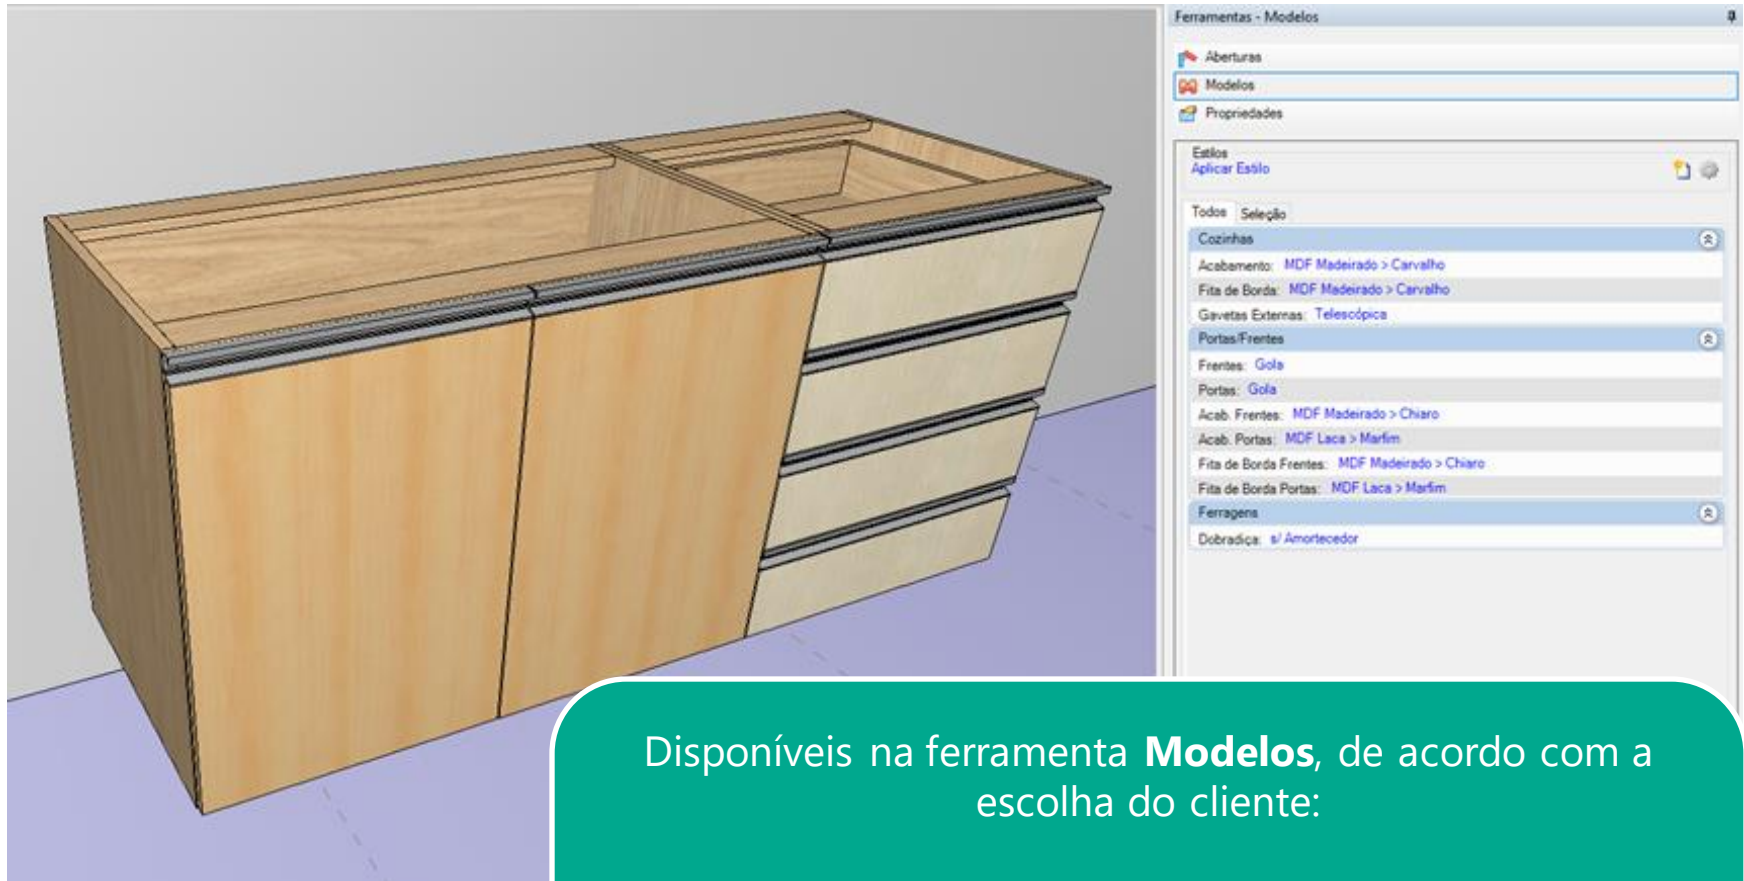 Ferramentas - Modelos
Aberturas
Modelos
Propriedades
Estilos
Aplicar Estilo
Todos Seleção
Cozinhas
Acabamento: MDF Madeirado > Carvalho
Fita de Borda: MDF Madeirado > Carvalho
Gavetas Externas: Telescópica
Portas/Frentes
Frentes: Gola
Portas: Gola
Acab. Frentes: MDF Madeirado > Chiaro
Acab. Portas: MDF Laca > Marfim
Fita de Borda Frentes: MDF Madeirado > Chiaro
Fita de Borda Portas: MDF Laca > Marfim
Ferragens
Dobradiça: s/ Amortecedor
Disponíveis na ferramenta Modelos, de acordo com a
escolha do cliente: